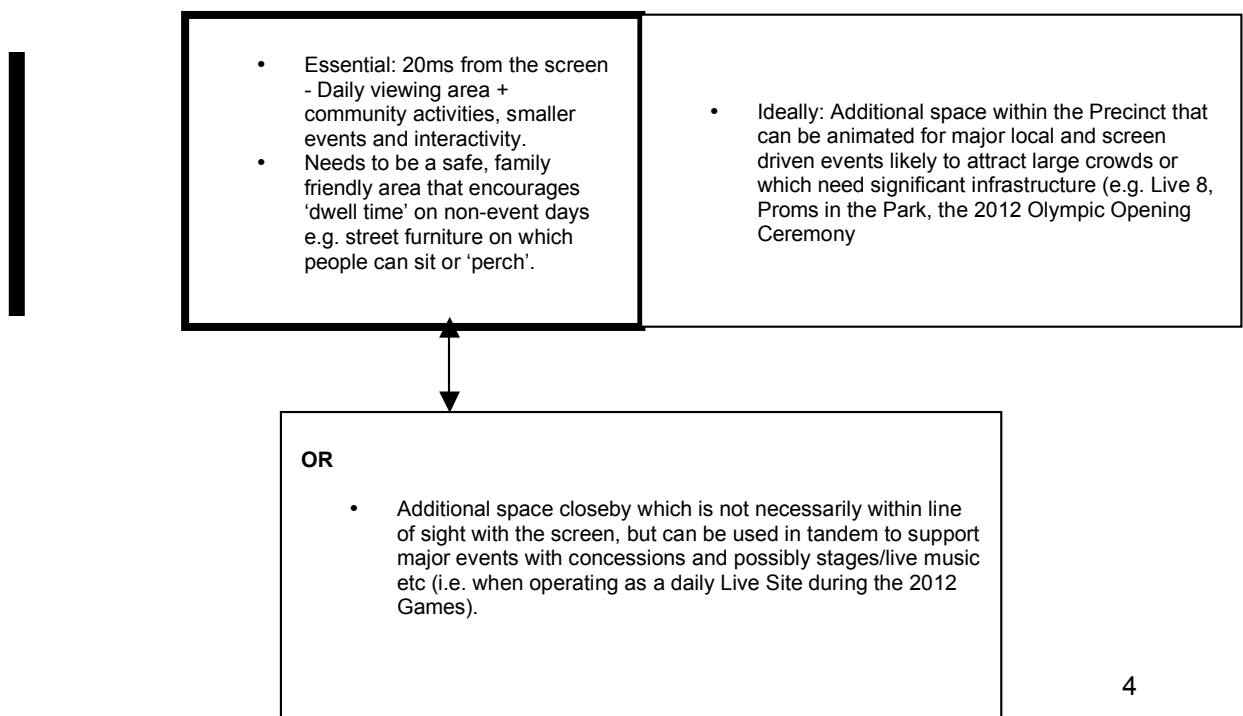 • Essential: 20ms from the screen
- Daily viewing area +
community activities, smaller
events and interactivity.
• Needs to be a safe, family
friendly area that encourages
‘dwell time’ on non-event days
e.g. street furniture on which
people can sit or ‘perch’.
• Ideally: Additional space within the Precinct that
can be animated for major local and screen
driven events likely to attract large crowds or
which need significant infrastructure (e.g. Live 8,
Proms in the Park, the 2012 Olympic Opening
Ceremony
OR
• Additional space closeby which is not necessarily within line
of sight with the screen, but can be used in tandem to support
major events with concessions and possibly stages/live music
etc (i.e. when operating as a daily Live Site during the 2012
Games).
4